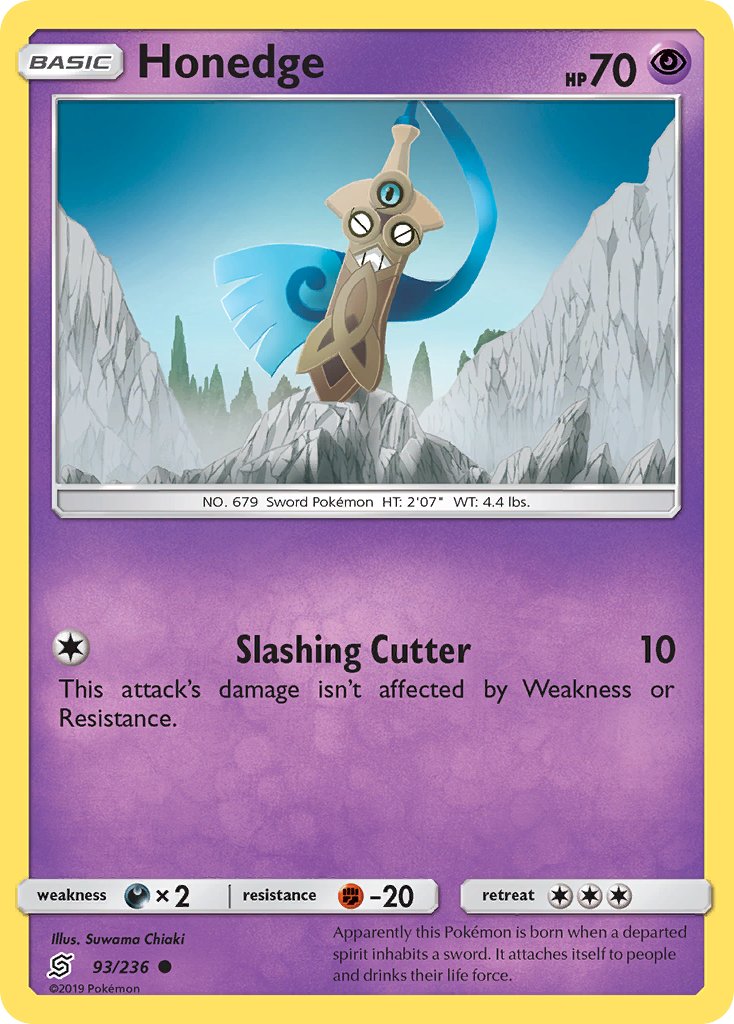 BASIC Honedge HP 70
NO. 679 Sword Pokémon HT: 2'07" WT: 4.4 lbs.
Slashing Cutter 10
This attack's damage isn't affected by Weakness or
Resistance.
weakness × 2 resistance -20 retreat
Illus. Suwama Chiaki
93/236
©2019 Pokémon
Apparently this Pokémon is born when a departed
spirit inhabits a sword. It attaches itself to people
and drinks their life force.